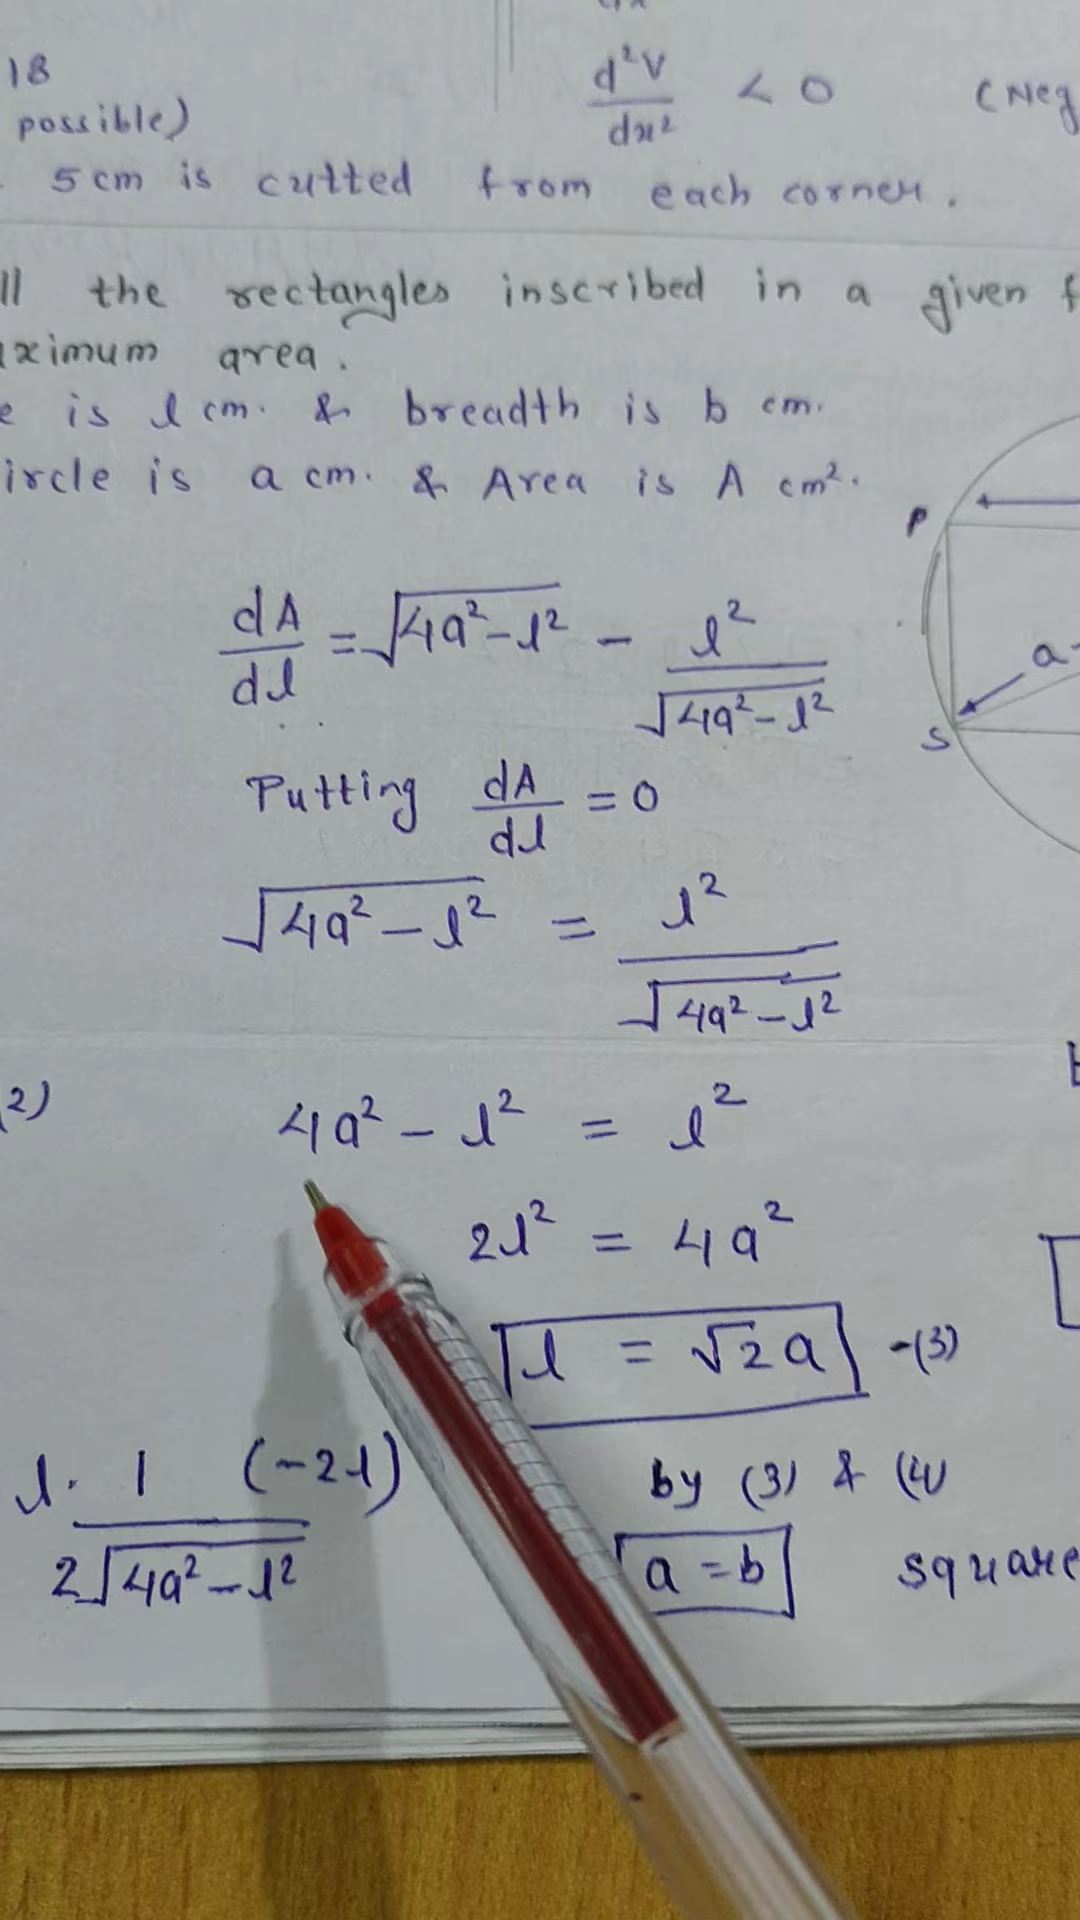 18
d²V/dx² < 0 (Neg
possible)
5cm is cutted from each corner.
ll the rectangles inscribed in a given f
ximum area.
e is l cm. & breadth is b cm.
ircle is a cm. & Area is A cm².
P
dA/dl = √(4a²-l²) - l²/√(4a²-l²)
a
S
Putting dA/dl = 0
√(4a²-l²) = l²/√(4a²-l²)
2) 4a² - l² = l²
2l² = 4a²
l = √2 a -(3)
l. 1 (-2l)/2√(4a²-l²)
by (3) & (4)
a = b square